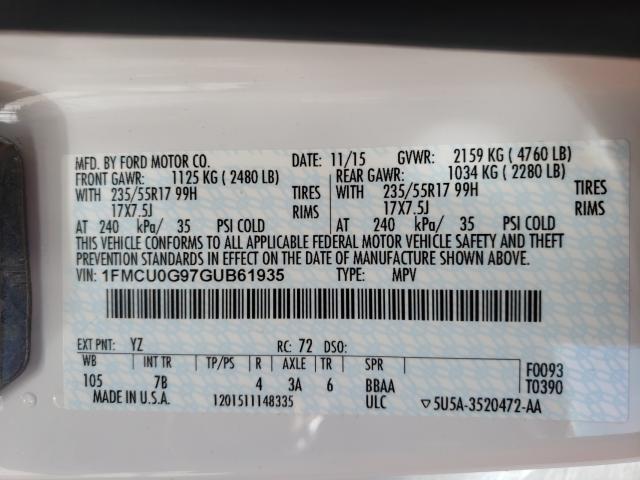 MFD. BY FORD MOTOR CO. DATE: 11/15 GVWR: 2159 KG ( 4760 LB)
FRONT GAWR: 1125 KG ( 2480 LB) REAR GAWR: 1034 KG ( 2280 LB)
WITH 235/55R17 99H TIRES WITH 235/55R17 99H TIRES
17X7.5J RIMS 17X7.5J RIMS
AT 240 kPa/ 35 PSI COLD AT 240 kPa/ 35 PSI COLD
THIS VEHICLE CONFORMS TO ALL APPLICABLE FEDERAL MOTOR VEHICLE SAFETY AND THEFT
PREVENTION STANDARDS IN EFFECT ON THE DATE OF MANUFACTURE SHOWN ABOVE.
VIN: 1FMCU0G97GUB61935 TYPE: MPV
EXT PNT: YZ RC: 72 DSO:
WB INT TR TP/PS R AXLE TR SPR F0093
105 7B 4 3A 6 BBAA T0390
MADE IN U.S.A. 1201511148335 ULC ▽5U5A-3520472-AA